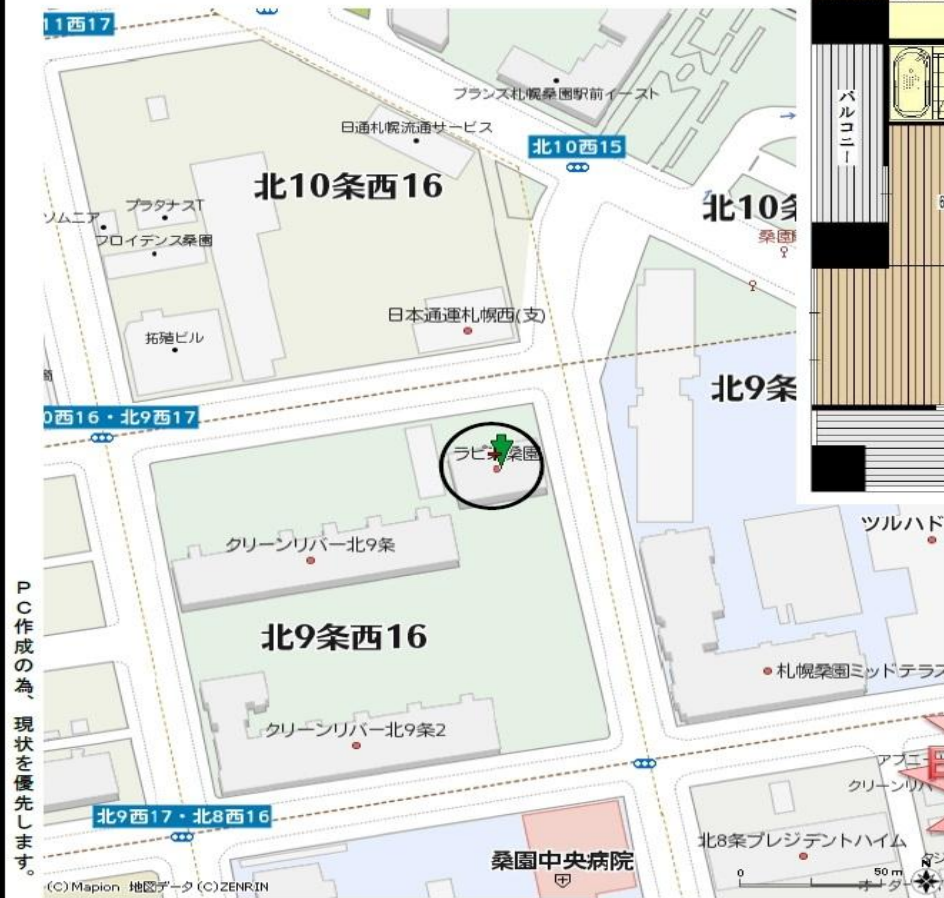 11西17
プランス札幌桑園駅前イースト
日通札幌流通サービス
北10西15
北10条西16
北10条
桑園
ソムニア
プラタナスT
フロイデンス桑園
日本通運札幌西(支)
拓殖ビル
0西16・北9西17
北9条
ラビ
桑園
クリーンリバー北9条
ツルハド
北9条西16
札幌桑園ミッドテラス
クリーンリバー北9条2
クリーンリバ
北9西17・北8西16
北8条プレジデントハイム
桑園中央病院
0
50m
N
(C)Mapion 地図データ(C)ZENRIN
バルコニー
6
PC作成の為、現状を優先します。